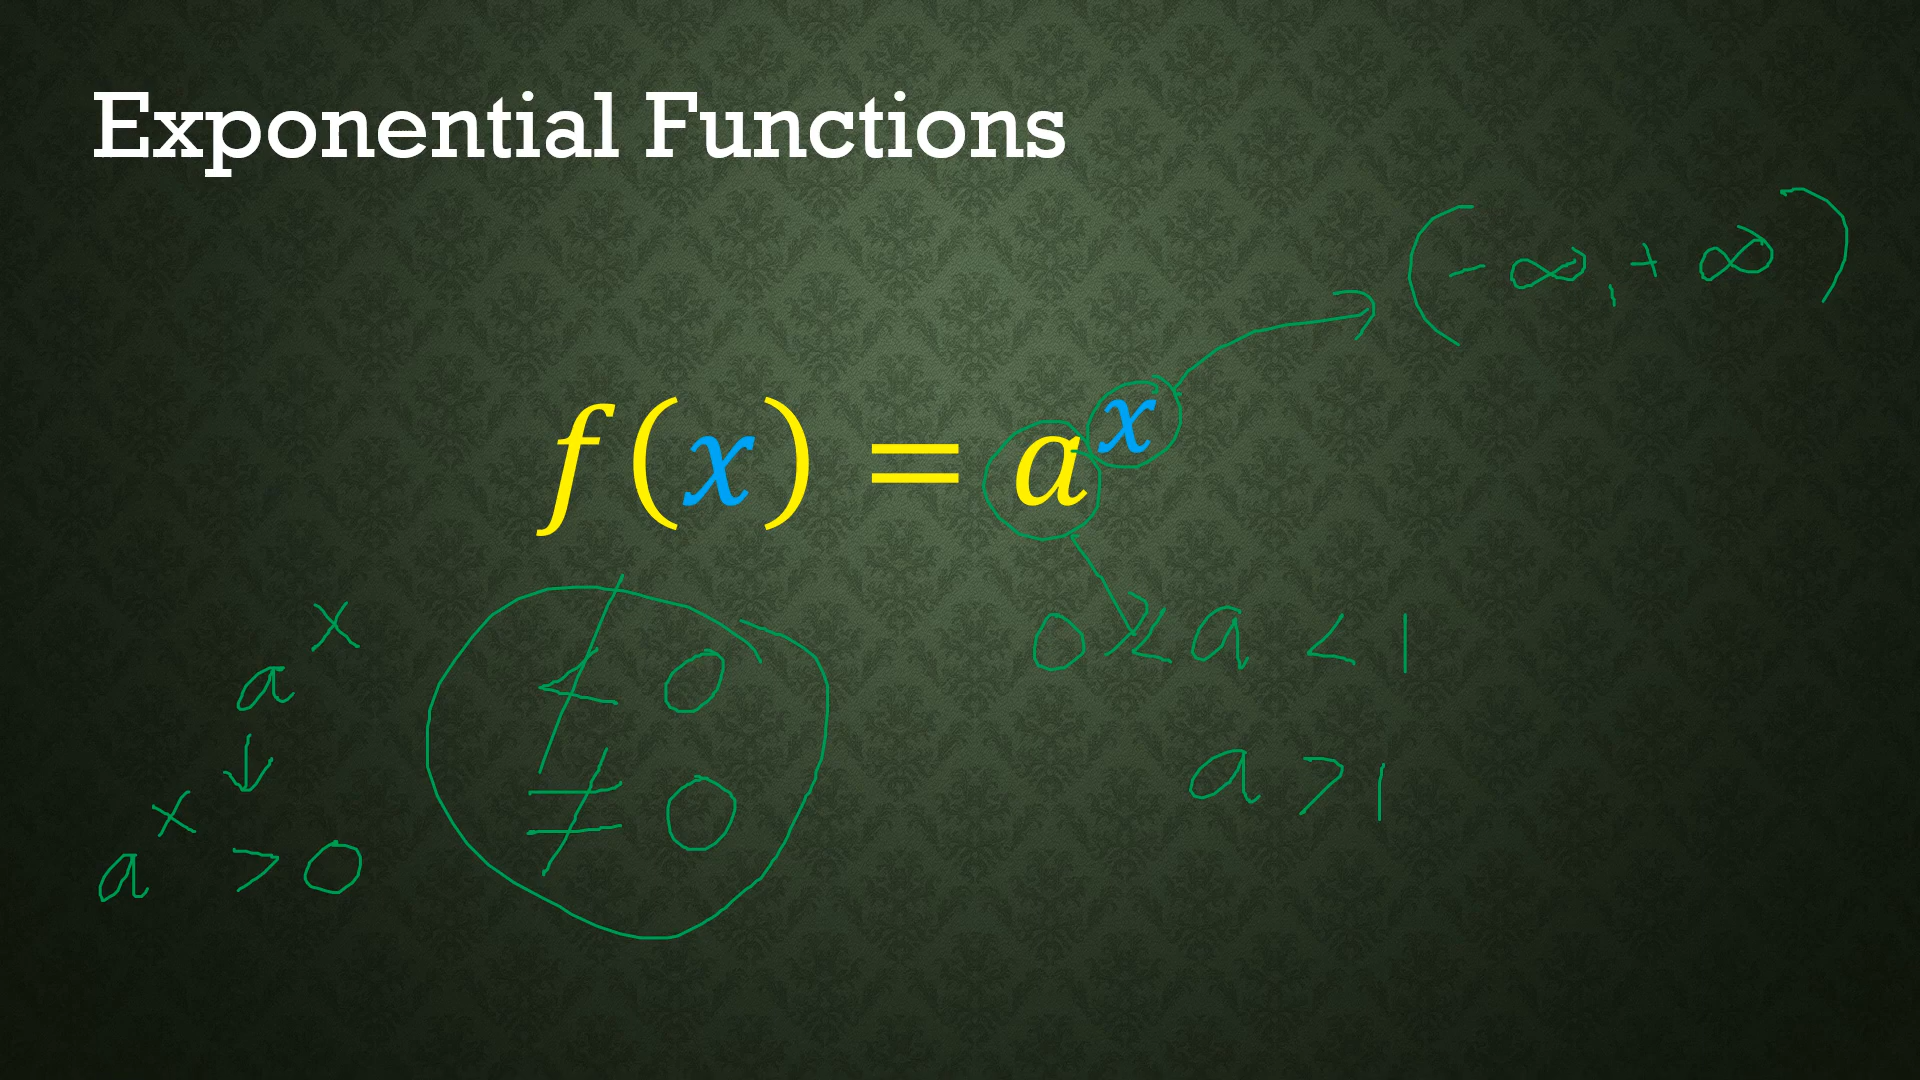 Exponential Functions
(-∞,+∞)
f(x) = a^x
a^x
≮ 0
0 < a < 1
↓
≠ 0
a > 1
a^x > 0